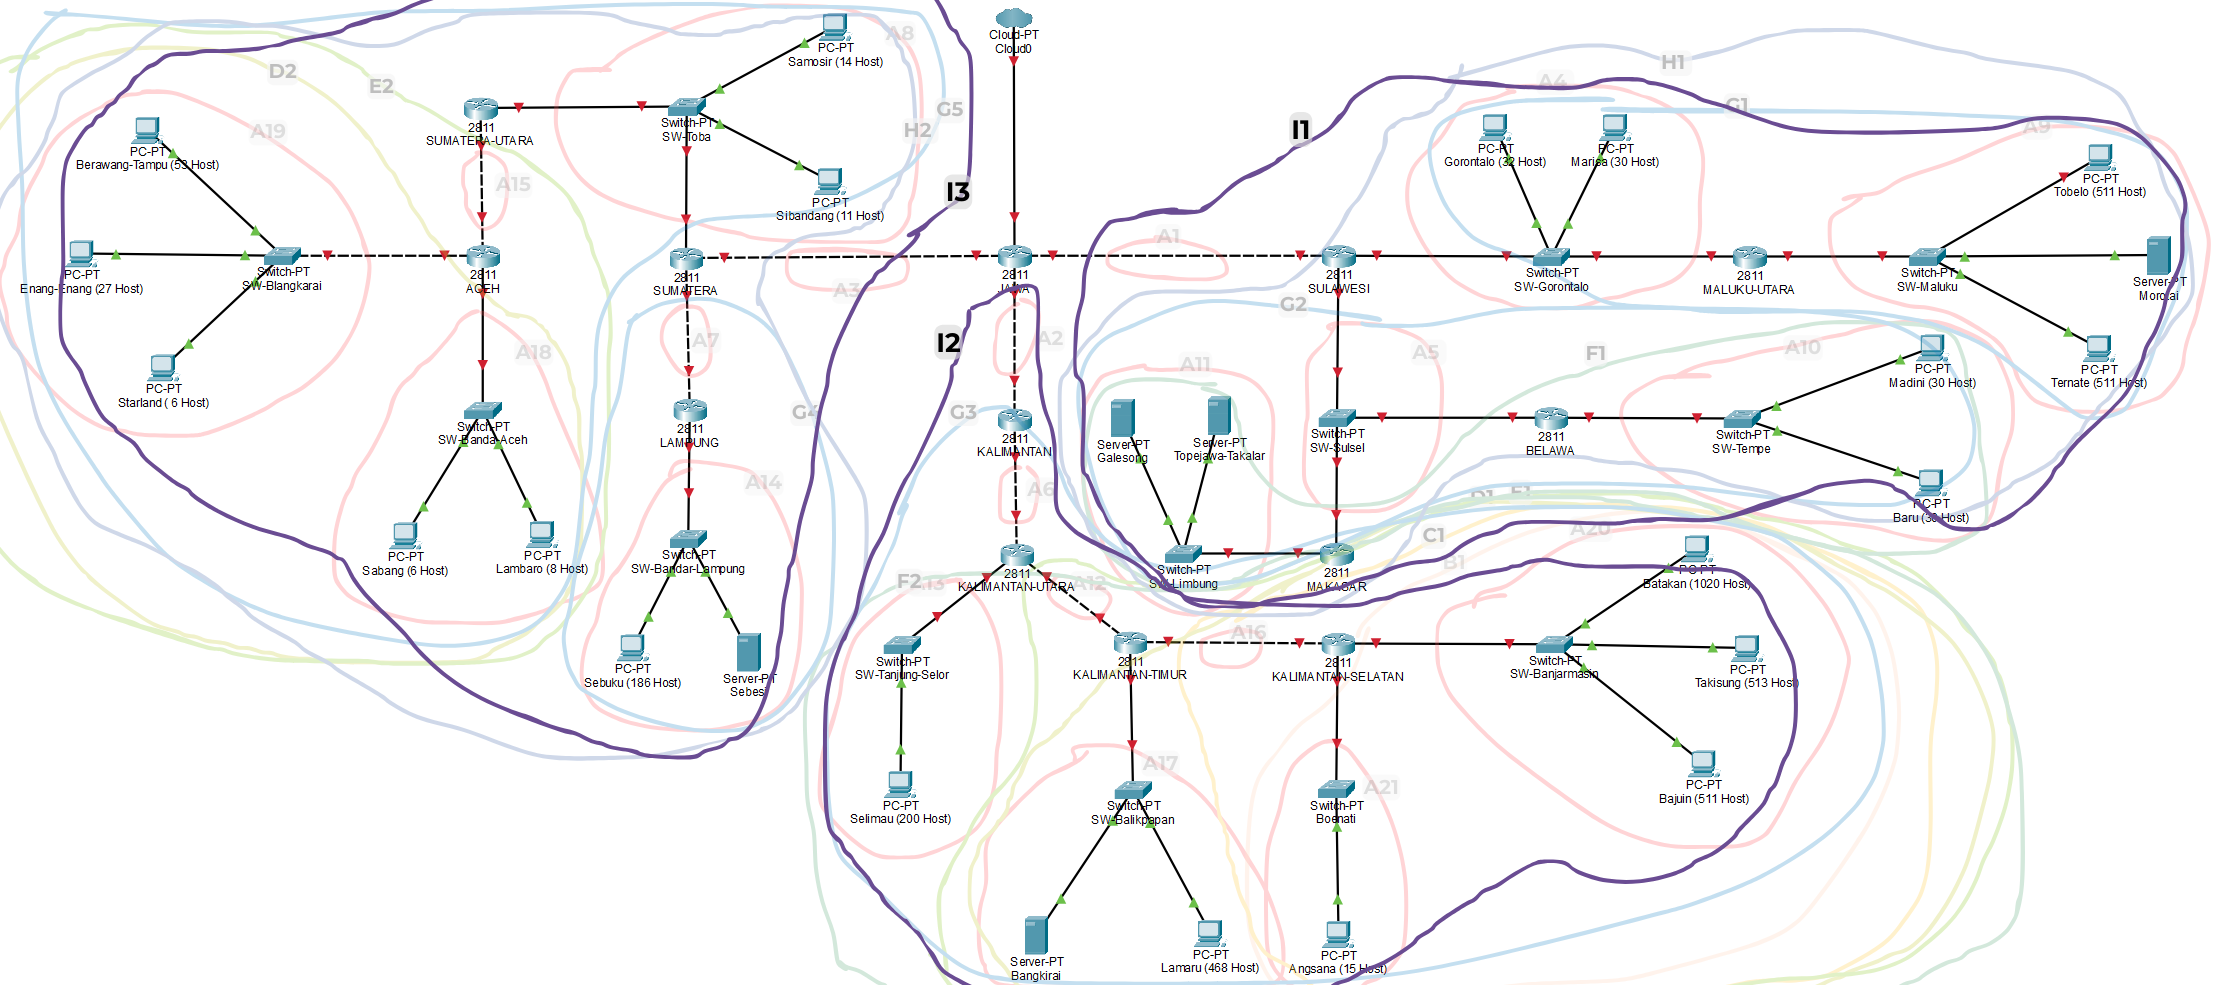 Cloud-PT
Cloud0
PC-PT
Samosir (14 Host)
A8
H1
D2
E2
A4
G1
G5
H2
I3
I1
A19
PC-PT
Berawang-Tampu (53 Host)
2811
SUMATERA-UTARA
Switch-PT
SW-Toba
A15
PC-PT
Sibandang (11 Host)
PC-PT
Gorontalo (32 Host)
PC-PT
Marisa (30 Host)
A9
PC-PT
Tobelo (511 Host)
PC-PT
Enang-Enang (27 Host)
Switch-PT
SW-Blangkarai
2811
ACEH
2811
SUMATERA
A3
2811
JAWA
A1
2811
SULAWESI
Switch-PT
SW-Gorontalo
2811
MALUKU-UTARA
Switch-PT
SW-Maluku
Server-PT
Morotai
PC-PT
Starland ( 6 Host)
A18
A7
I2
A2
G2
A11
A5
F1
A10
PC-PT
Madini (30 Host)
PC-PT
Ternate (511 Host)
Switch-PT
SW-Banda-Aceh
2811
LAMPUNG
G4
G3
2811
KALIMANTAN
Server-PT
Galesong
Server-PT
Topejawa-Takalar
Switch-PT
SW-Sulsel
2811
BELAWA
Switch-PT
SW-Tempe
A14
A6
D1
E1
PC-PT
Baru (30 Host)
PC-PT
Sabang (6 Host)
PC-PT
Lambaro (8 Host)
Switch-PT
SW-Bandar-Lampung
C1
A20
B1
F2
A13
2811
KALIMANTAN-UTARA
A12
Switch-PT
SW-Limbung
2811
MAKASAR
PC-PT
Batakan (1020 Host)
PC-PT
Sebuku (186 Host)
Server-PT
Sebesi
Switch-PT
SW-Tanjung-Selor
2811
KALIMANTAN-TIMUR
A16
2811
KALIMANTAN-SELATAN
Switch-PT
SW-Banjarmasin
PC-PT
Takisung (513 Host)
PC-PT
Selimau (200 Host)
A17
Switch-PT
SW-Balikpapan
A21
Switch-PT
Boenati
PC-PT
Bajuin (511 Host)
Server-PT
Bangkirai
PC-PT
Lamaru (468 Host)
PC-PT
Angsana (15 Host)